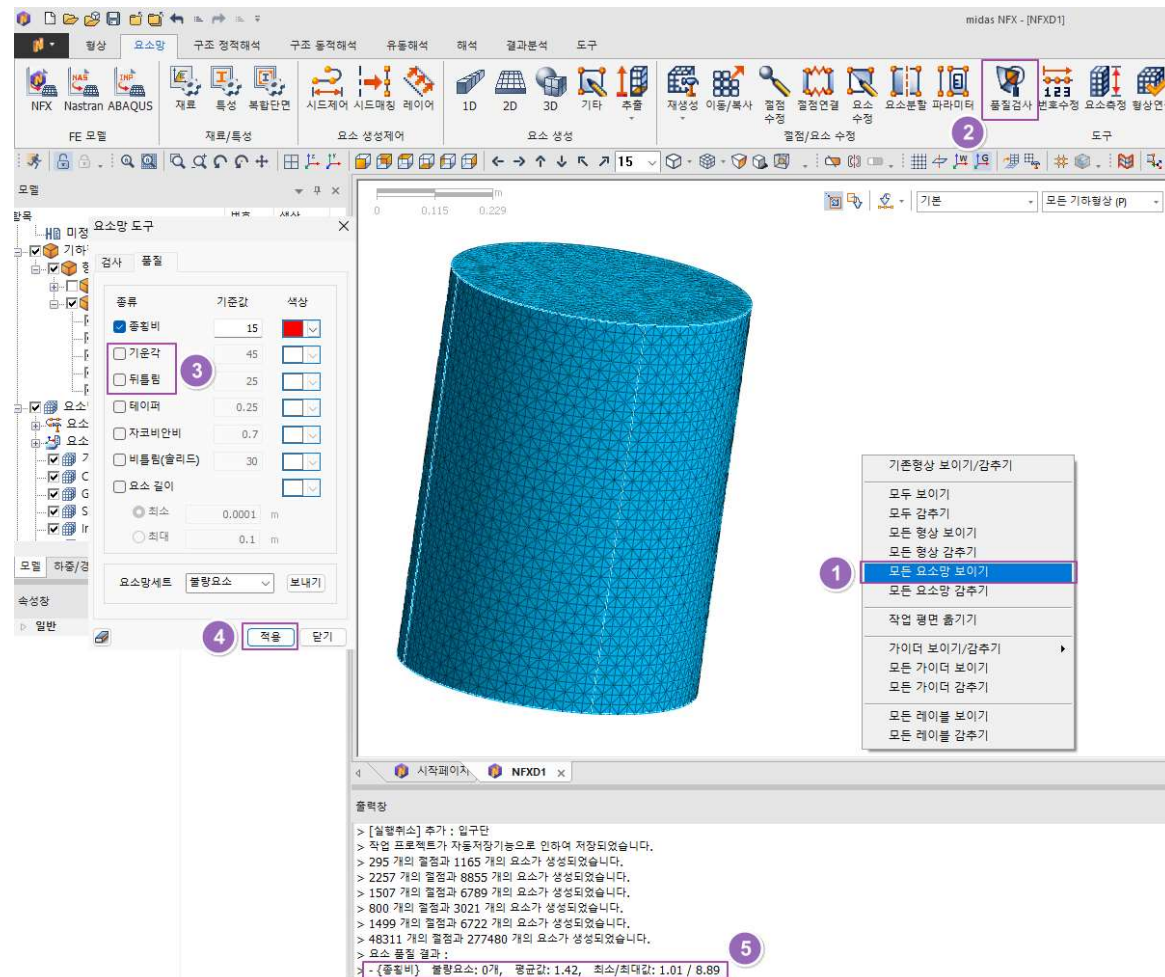 midas NFX - [NFXD1]
형상 요소망 구조 정적해석 구조 동적해석 유동해석 해석 결과분석 도구
NAS INP 123
NFX Nastran ABAQUS 재료 특성 복합단면 시드제어 시드매칭 레이어 1D 2D 3D 기타 추출 재생성 이동/복사 절점 수정 절점연결 요소 수정 요소분할 파라미터 품질검사 번호수정 요소측정 형상연
FE 모델 재료/특성 요소 생성제어 요소 생성 절점/요소 수정 도구
2
15
모델
기본 모든 기하형상 (P)
m
0 0.115 0.229
항목 번호 색상
미정
기하
형
요소
요소
요소
C
G
S
Ir
모델 하중/경
속성창
일반
요소망 도구
검사 품질
종류 기준값 색상
종횡비 15
기운각 45
뒤틀림 25
3
테이퍼 0.25
자코비안비 0.7
비틀림(솔리드) 30
요소 길이
최소 0.0001 m
최대 0.1 m
요소망세트 불량요소 보내기
4 적용 닫기
기존형상 보이기/감추기
모두 보이기
모두 감추기
모든 형상 보이기
모든 형상 감추기
1 모든 요소망 보이기
모든 요소망 감추기
작업 평면 옮기기
가이더 보이기/감추기
모든 가이더 보이기
모든 가이더 감추기
모든 레이블 보이기
모든 레이블 감추기
시작페이지 NFXD1
출력창
> [실행취소] 추가 : 입구단
> 작업 프로젝트가 자동저장기능으로 인하여 저장되었습니다.
> 295 개의 절점과 1165 개의 요소가 생성되었습니다.
> 2257 개의 절점과 8855 개의 요소가 생성되었습니다.
> 1507 개의 절점과 6789 개의 요소가 생성되었습니다.
> 800 개의 절점과 3021 개의 요소가 생성되었습니다.
> 1499 개의 절점과 6722 개의 요소가 생성되었습니다.
> 48311 개의 절점과 277480 개의 요소가 생성되었습니다.
> 요소 품질 결과 :
5
> - {종횡비} 불량요소: 0개, 평균값: 1.42, 최소/최대값: 1.01 / 8.89